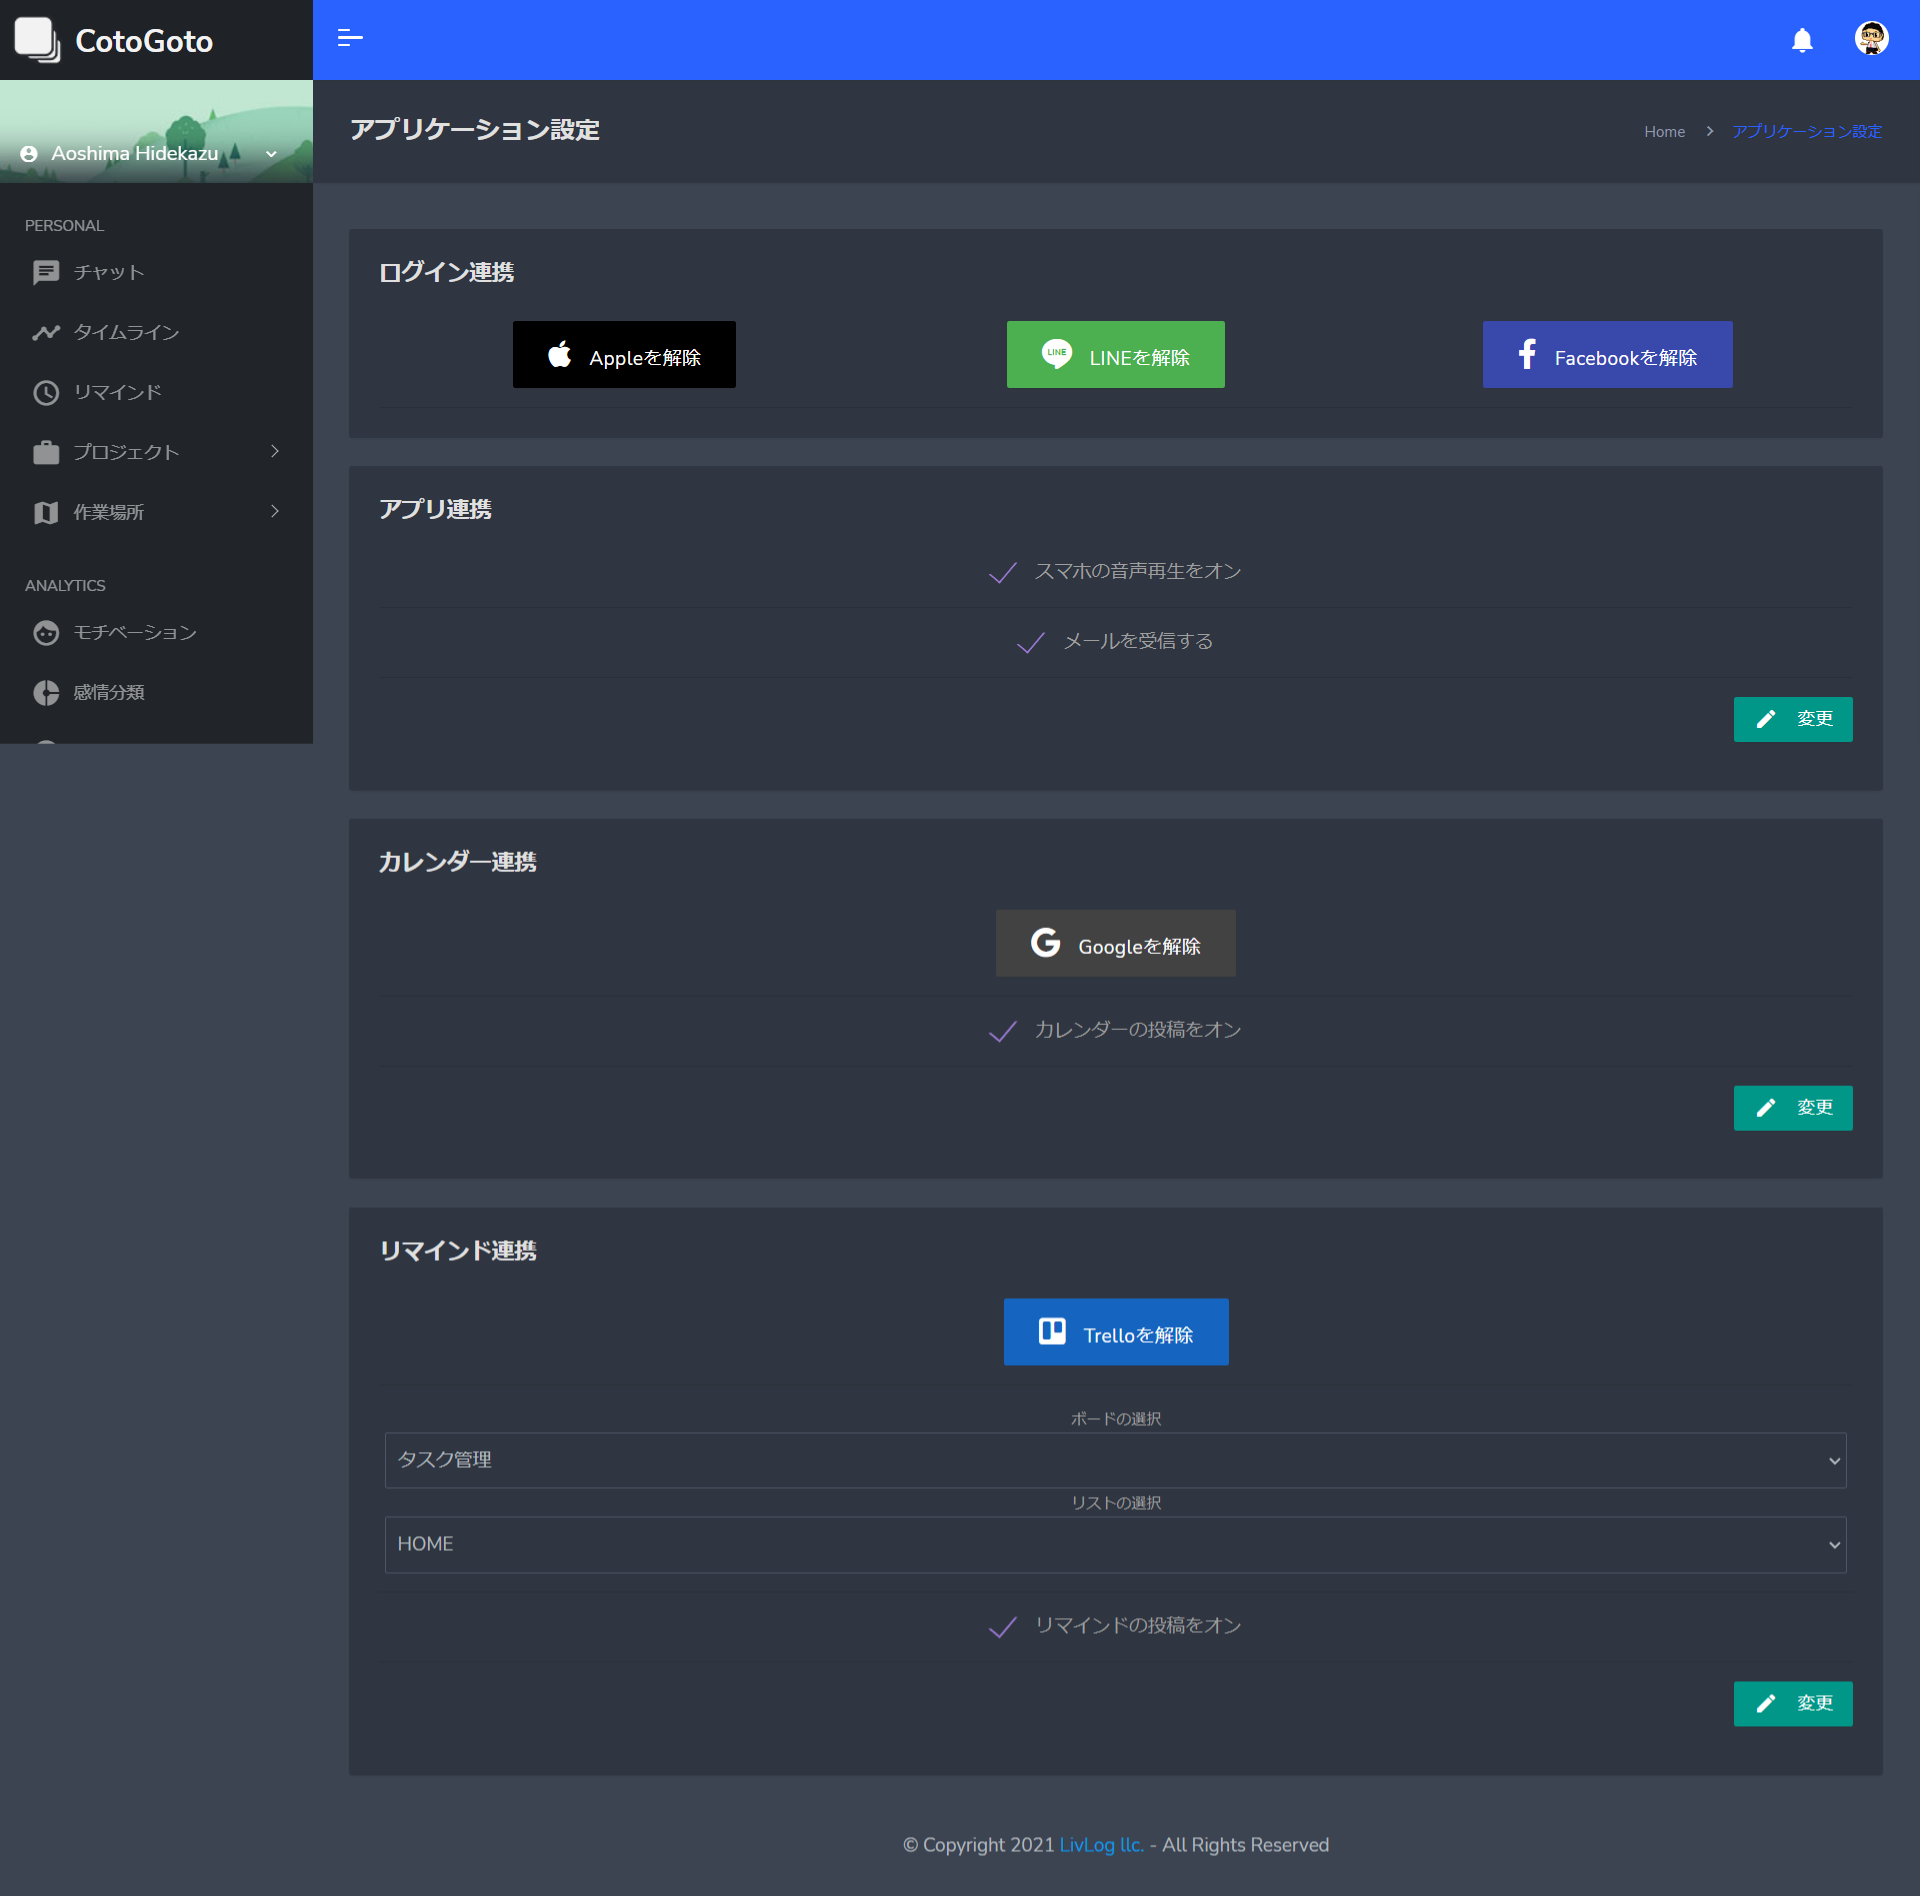 CotoGoto
Aoshima Hidekazu
PERSONAL
チャット
タイムライン
リマインド
プロジェクト
作業場所
ANALYTICS
モチベーション
感情分類
アプリケーション設定
Home
アプリケーション設定
ログイン連携
Appleを解除
LINE
LINEを解除
Facebookを解除
アプリ連携
スマホの音声再生をオン
メールを受信する
変更
カレンダー連携
Googleを解除
カレンダーの投稿をオン
変更
リマインド連携
Trelloを解除
ボードの選択
タスク管理
リストの選択
HOME
リマインドの投稿をオン
変更
© Copyright 2021 LivLog llc. - All Rights Reserved